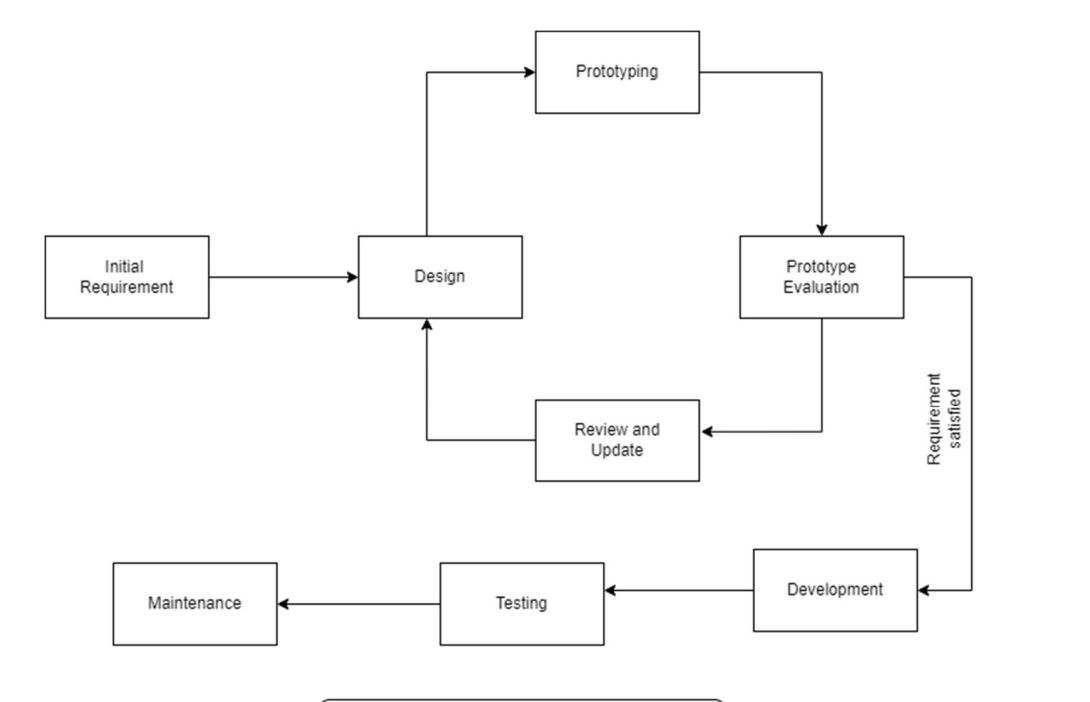 Prototyping
Initial
Requirement
Design
Prototype
Evaluation
Review and
Update
Requirement
satisfied
Maintenance
Testing
Development